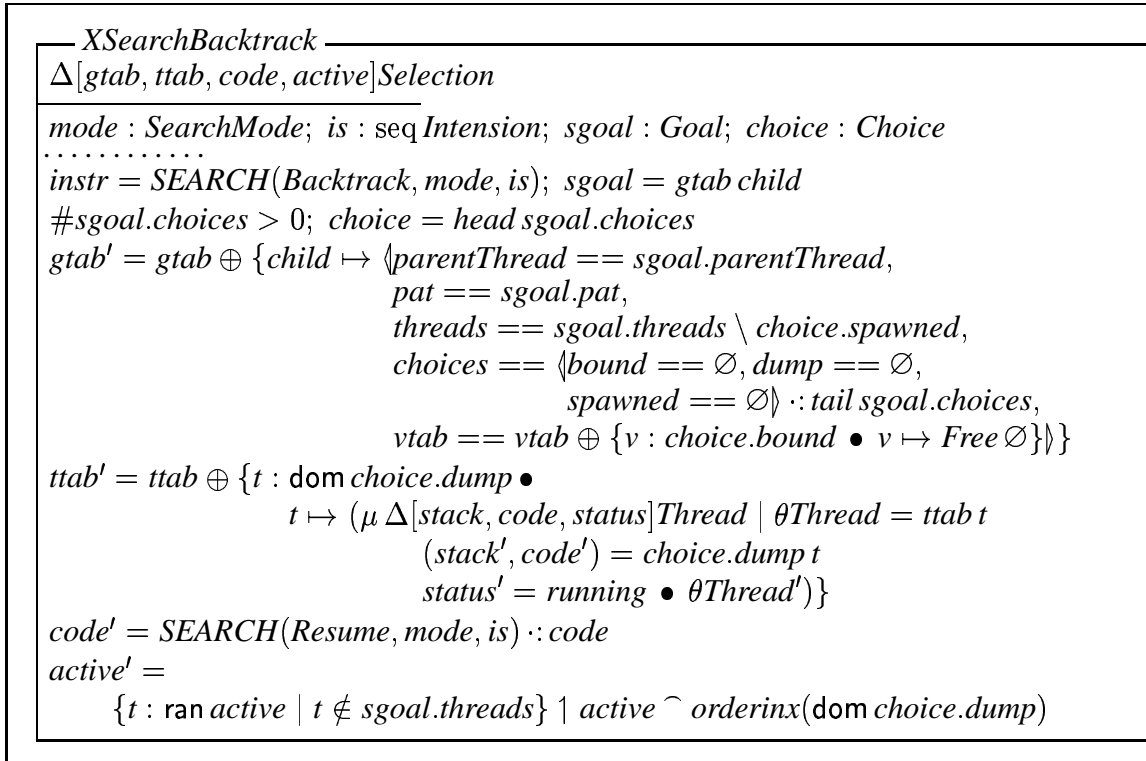 XSearchBacktrack
Δ[gtab, ttab, code, active]Selection
mode : SearchMode; is : seq Intension; sgoal : Goal; choice : Choice
instr = SEARCH(Backtrack, mode, is); sgoal = gtab child
#sgoal.choices > 0; choice = head sgoal.choices
gtab′ = gtab ⊕ {child ↦ ⦉parentThread == sgoal.parentThread,
pat == sgoal.pat,
threads == sgoal.threads \ choice.spawned,
choices == ⦉bound == ∅, dump == ∅,
spawned == ∅⦊ ·: tail sgoal.choices,
vtab == vtab ⊕ {v : choice.bound • v ↦ Free ∅}⦊}
ttab′ = ttab ⊕ {t : dom choice.dump •
t ↦ (μ Δ[stack, code, status]Thread | θThread = ttab t
(stack′, code′) = choice.dump t
status′ = running • θThread′)}
code′ = SEARCH(Resume, mode, is) ·: code
active′ =
{t : ran active | t ∉ sgoal.threads} ↿ active ⌢ orderinx(dom choice.dump)